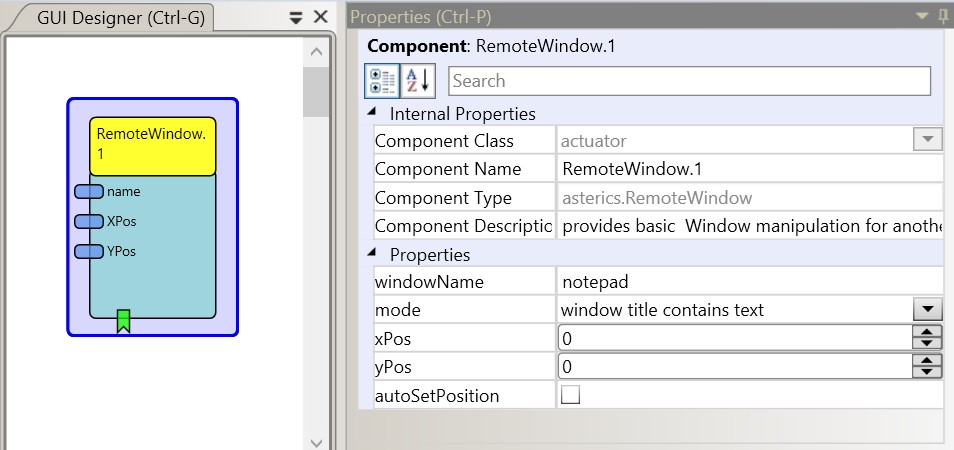 GUI Designer (Ctrl-G)
RemoteWindow.
1
name
XPos
YPos
Properties (Ctrl-P)
Component: RemoteWindow.1
A
Z
Search
Internal Properties
Component Class actuator
Component Name RemoteWindow.1
Component Type asterics.RemoteWindow
Component Descriptio provides basic Window manipulation for anothe
Properties
windowName notepad
mode window title contains text
xPos 0
yPos 0
autoSetPosition